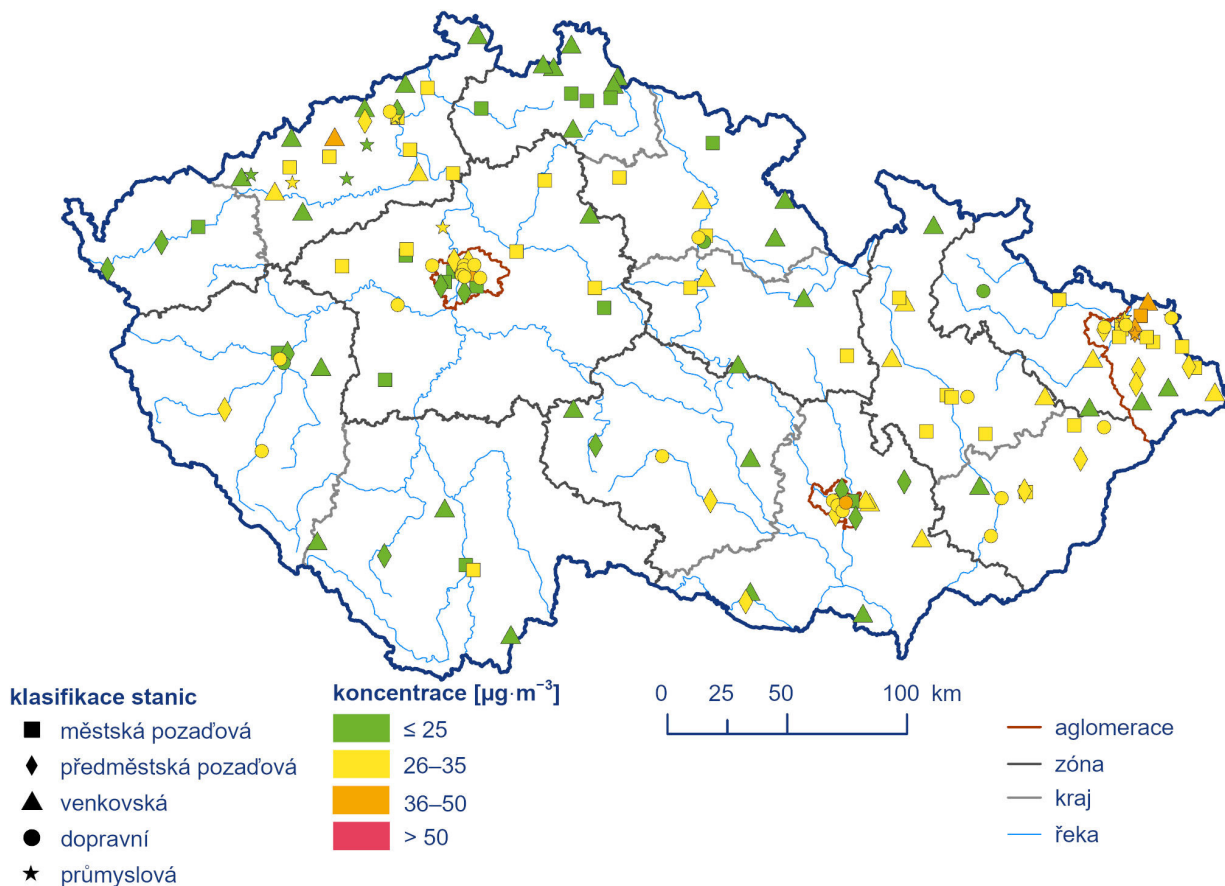 klasifikace stanic
městská pozaďová
předměstská pozaďová
venkovská
dopravní
průmyslová
koncentrace [µg·m⁻³]
≤ 25
26–35
36–50
> 50
0 25 50 100 km
aglomerace
zóna
kraj
řeka